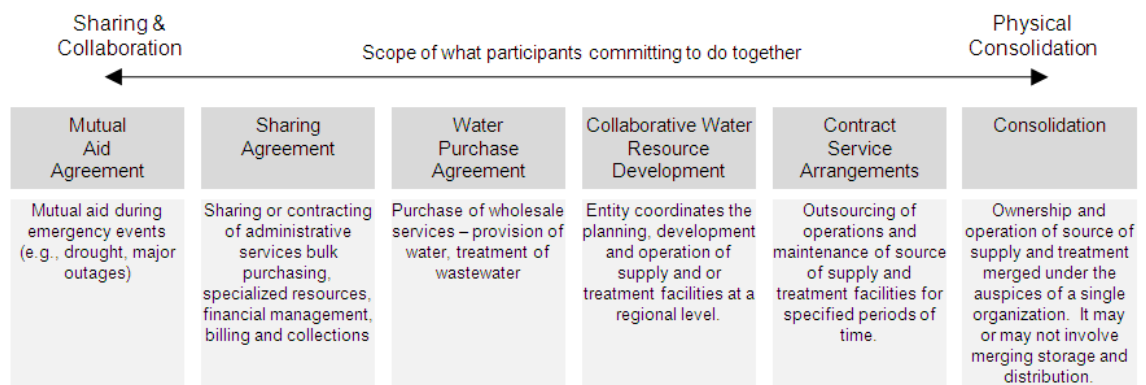 Sharing &
Collaboration
Scope of what participants committing to do together
Physical
Consolidation
Mutual
Aid
Agreement
Sharing
Agreement
Water
Purchase
Agreement
Collaborative Water
Resource
Development
Contract
Service
Arrangements
Consolidation
Mutual aid during
emergency events
(e.g., drought, major
outages)
Sharing or contracting
of administrative
services bulk
purchasing,
specialized resources,
financial management,
billing and collections
Purchase of wholesale
services – provision of
water, treatment of
wastewater
Entity coordinates the
planning, development
and operation of
supply and or
treatment facilities at a
regional level.
Outsourcing of
operations and
maintenance of source
of supply and
treatment facilities for
specified periods of
time.
Ownership and
operation of source of
supply and treatment
merged under the
auspices of a single
organization.  It may
or may not involve
merging storage and
distribution.